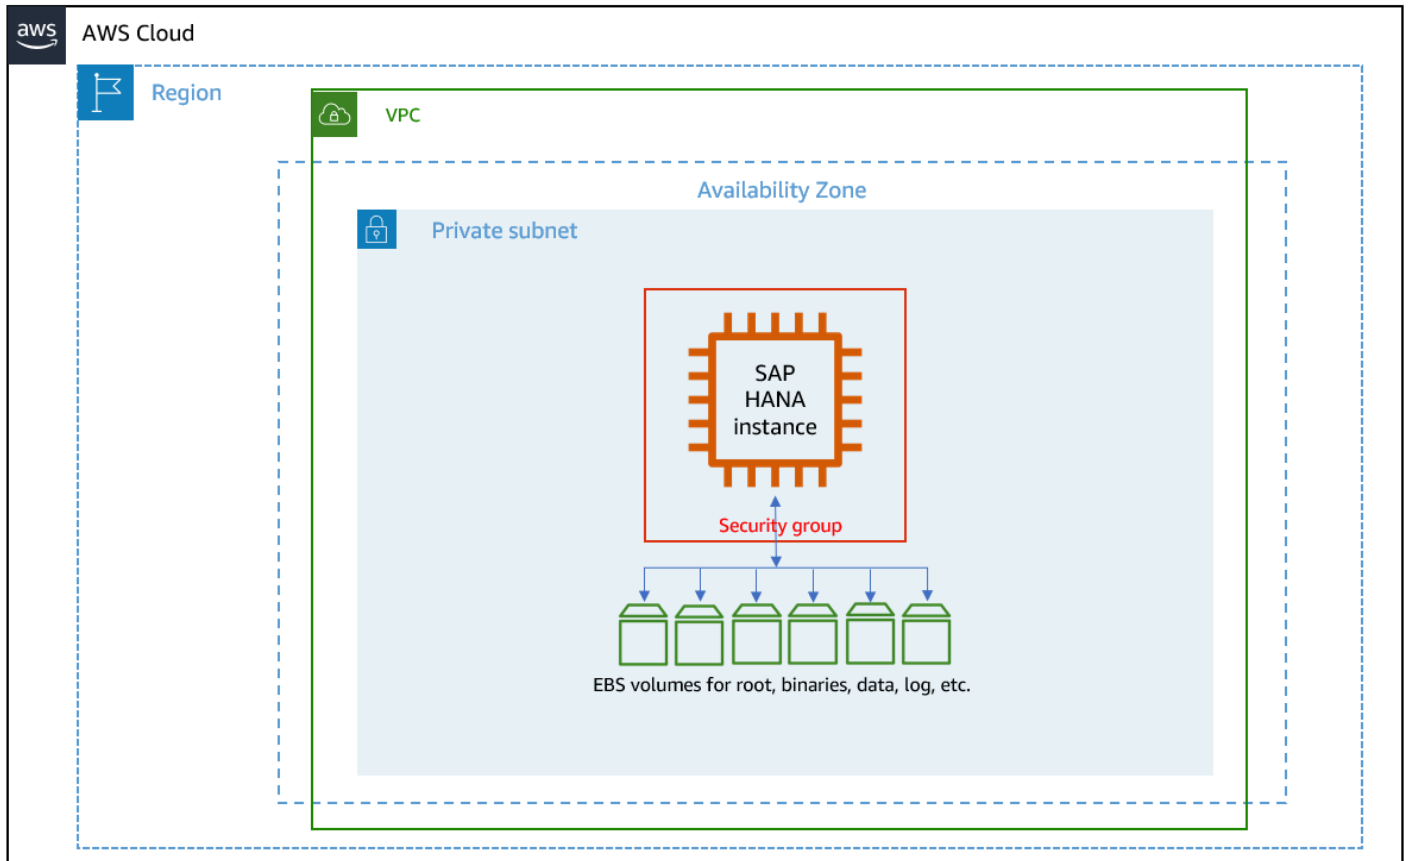 aws
AWS Cloud
Region
VPC
Availability Zone
Private subnet
SAP
HANA
instance
Security group
EBS volumes for root, binaries, data, log, etc.